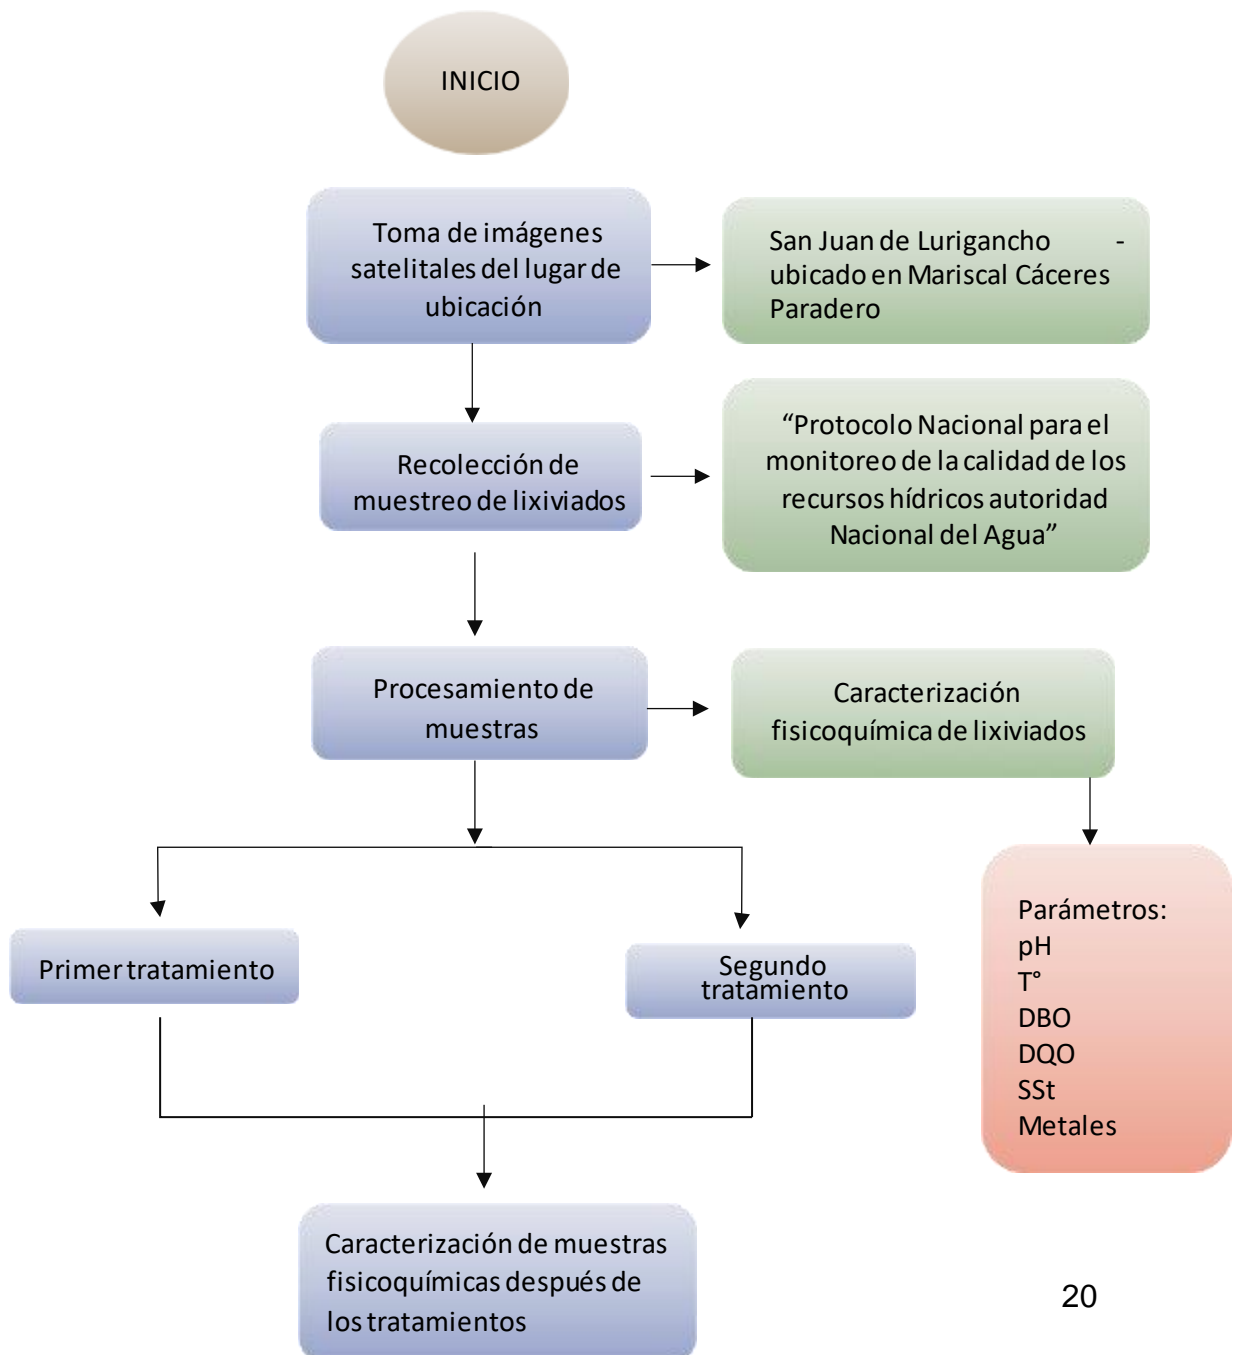 INICIO
Toma de imágenes
satelitales del lugar de
ubicación
San Juan de Lurigancho -
ubicado en Mariscal Cáceres
Paradero
Recolección de
muestreo de lixiviados
“Protocolo Nacional para el
monitoreo de la calidad de los
recursos hídricos autoridad
Nacional del Agua”
Procesamiento de
muestras
Caracterización
fisicoquímica de lixiviados
Parámetros:
pH
T°
DBO
DQO
SSt
Metales
Primer tratamiento
Segundo
tratamiento
Caracterización de muestras
fisicoquímicas después de
los tratamientos
20